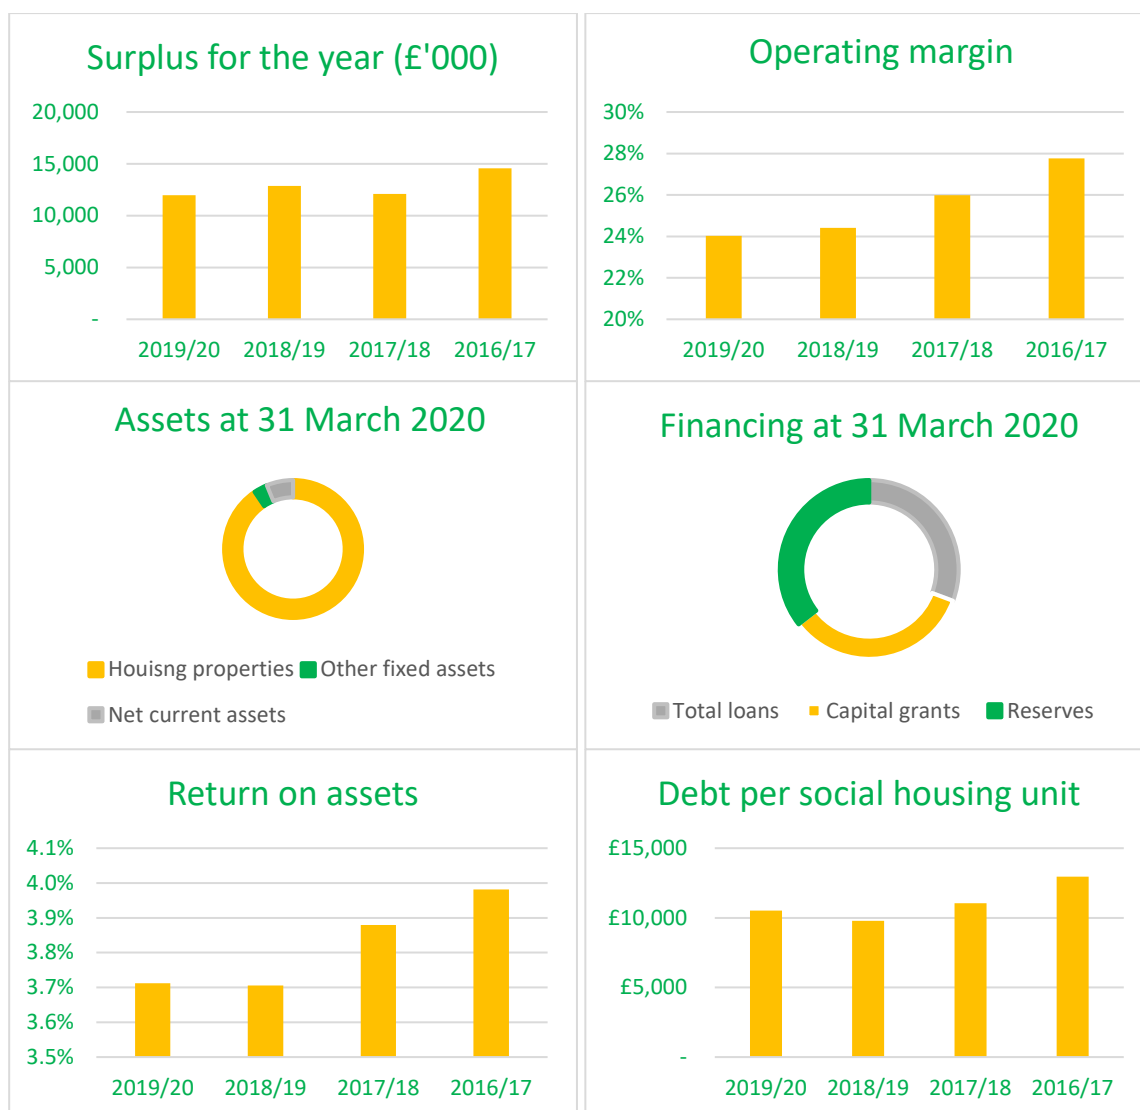 Surplus for the year (£'000)
20,000
15,000
10,000
5,000
-
2019/20 2018/19 2017/18 2016/17
Operating margin
30%
28%
26%
24%
22%
20%
2019/20 2018/19 2017/18 2016/17
Assets at 31 March 2020
Houisng properties Other fixed assets
Net current assets
Financing at 31 March 2020
Total loans Capital grants Reserves
Return on assets
4.1%
4.0%
3.9%
3.8%
3.7%
3.6%
3.5%
2019/20 2018/19 2017/18 2016/17
Debt per social housing unit
£15,000
£10,000
£5,000
-
2019/20 2018/19 2017/18 2016/17